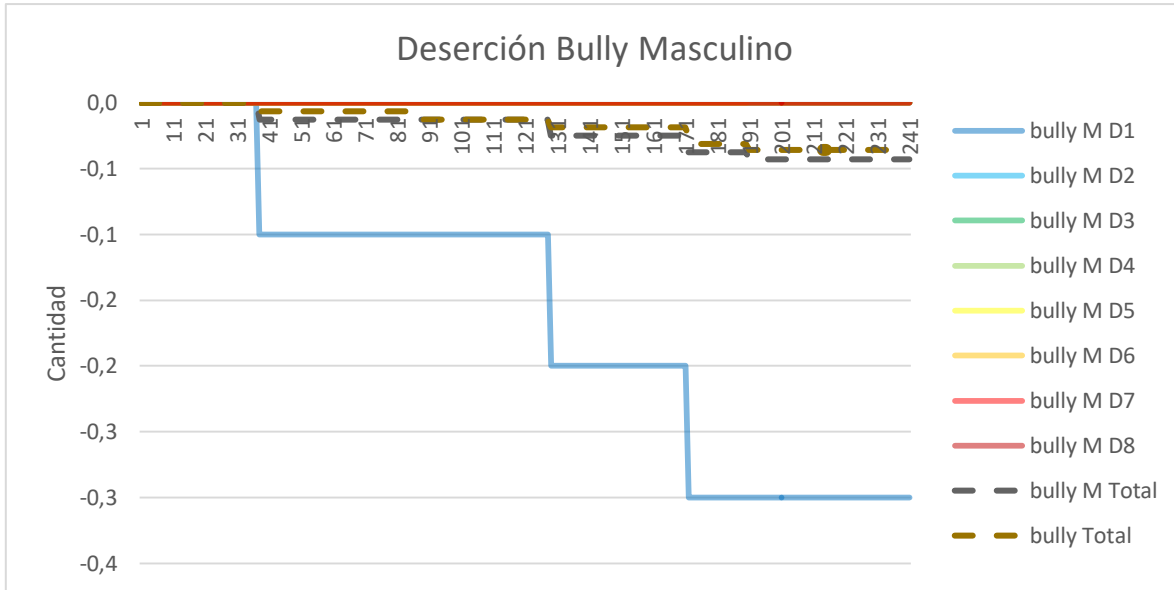 Deserción Bully Masculino
0,0
-0,1
-0,1
-0,2
-0,2
-0,3
-0,3
-0,4
Cantidad
1
11
21
31
41
51
61
71
81
91
101
111
121
131
141
151
161
171
181
191
201
211
221
231
241
bully M D1
bully M D2
bully M D3
bully M D4
bully M D5
bully M D6
bully M D7
bully M D8
bully M Total
bully Total